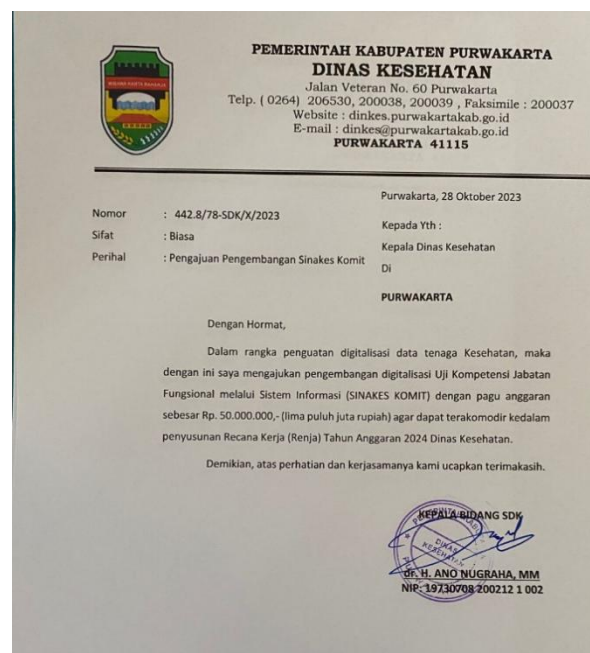 PEMERINTAH KABUPATEN PURWAKARTA
DINAS KESEHATAN
Jalan Veteran No. 60 Purwakarta
Telp. ( 0264) 206530, 200038, 200039 , Faksimile : 200037
Website : dinkes.purwakartakab.go.id
E-mail : dinkes@purwakartakab.go.id
PURWAKARTA 41115
Purwakarta, 28 Oktober 2023
Nomor : 442.8/78-SDK/X/2023
Sifat : Biasa
Perihal : Pengajuan Pengembangan Sinakes Komit
Kepada Yth :
Kepala Dinas Kesehatan
Di
PURWAKARTA
Dengan Hormat,
Dalam rangka penguatan digitalisasi data tenaga Kesehatan, maka
dengan ini saya mengajukan pengembangan digitalisasi Uji Kompetensi Jabatan
Fungsional melalui Sistem Informasi (SINAKES KOMIT) dengan pagu anggaran
sebesar Rp. 50.000.000,- (lima puluh juta rupiah) agar dapat terakomodir kedalam
penyusunan Recana Kerja (Renja) Tahun Anggaran 2024 Dinas Kesehatan.
Demikian, atas perhatian dan kerjasamanya kami ucapkan terimakasih.
KEPALA BIDANG SDK
DINAS
KESEHATAN
dr. H. ANO NUGRAHA, MM
NIP. 19730708 200212 1 002